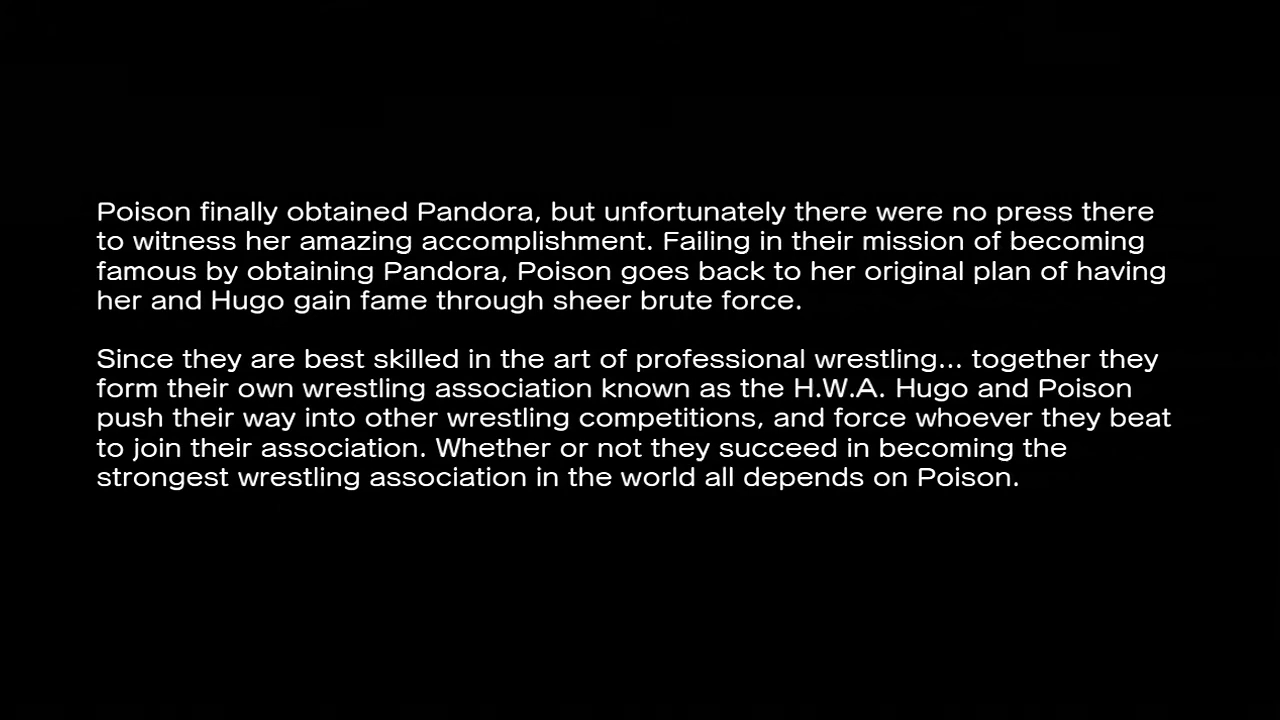 Poison finally obtained Pandora, but unfortunately there were no press there
to witness her amazing accomplishment. Failing in their mission of becoming
famous by obtaining Pandora, Poison goes back to her original plan of having
her and Hugo gain fame through sheer brute force.
Since they are best skilled in the art of professional wrestling... together they
form their own wrestling association known as the H.W.A. Hugo and Poison
push their way into other wrestling competitions, and force whoever they beat
to join their association. Whether or not they succeed in becoming the
strongest wrestling association in the world all depends on Poison.